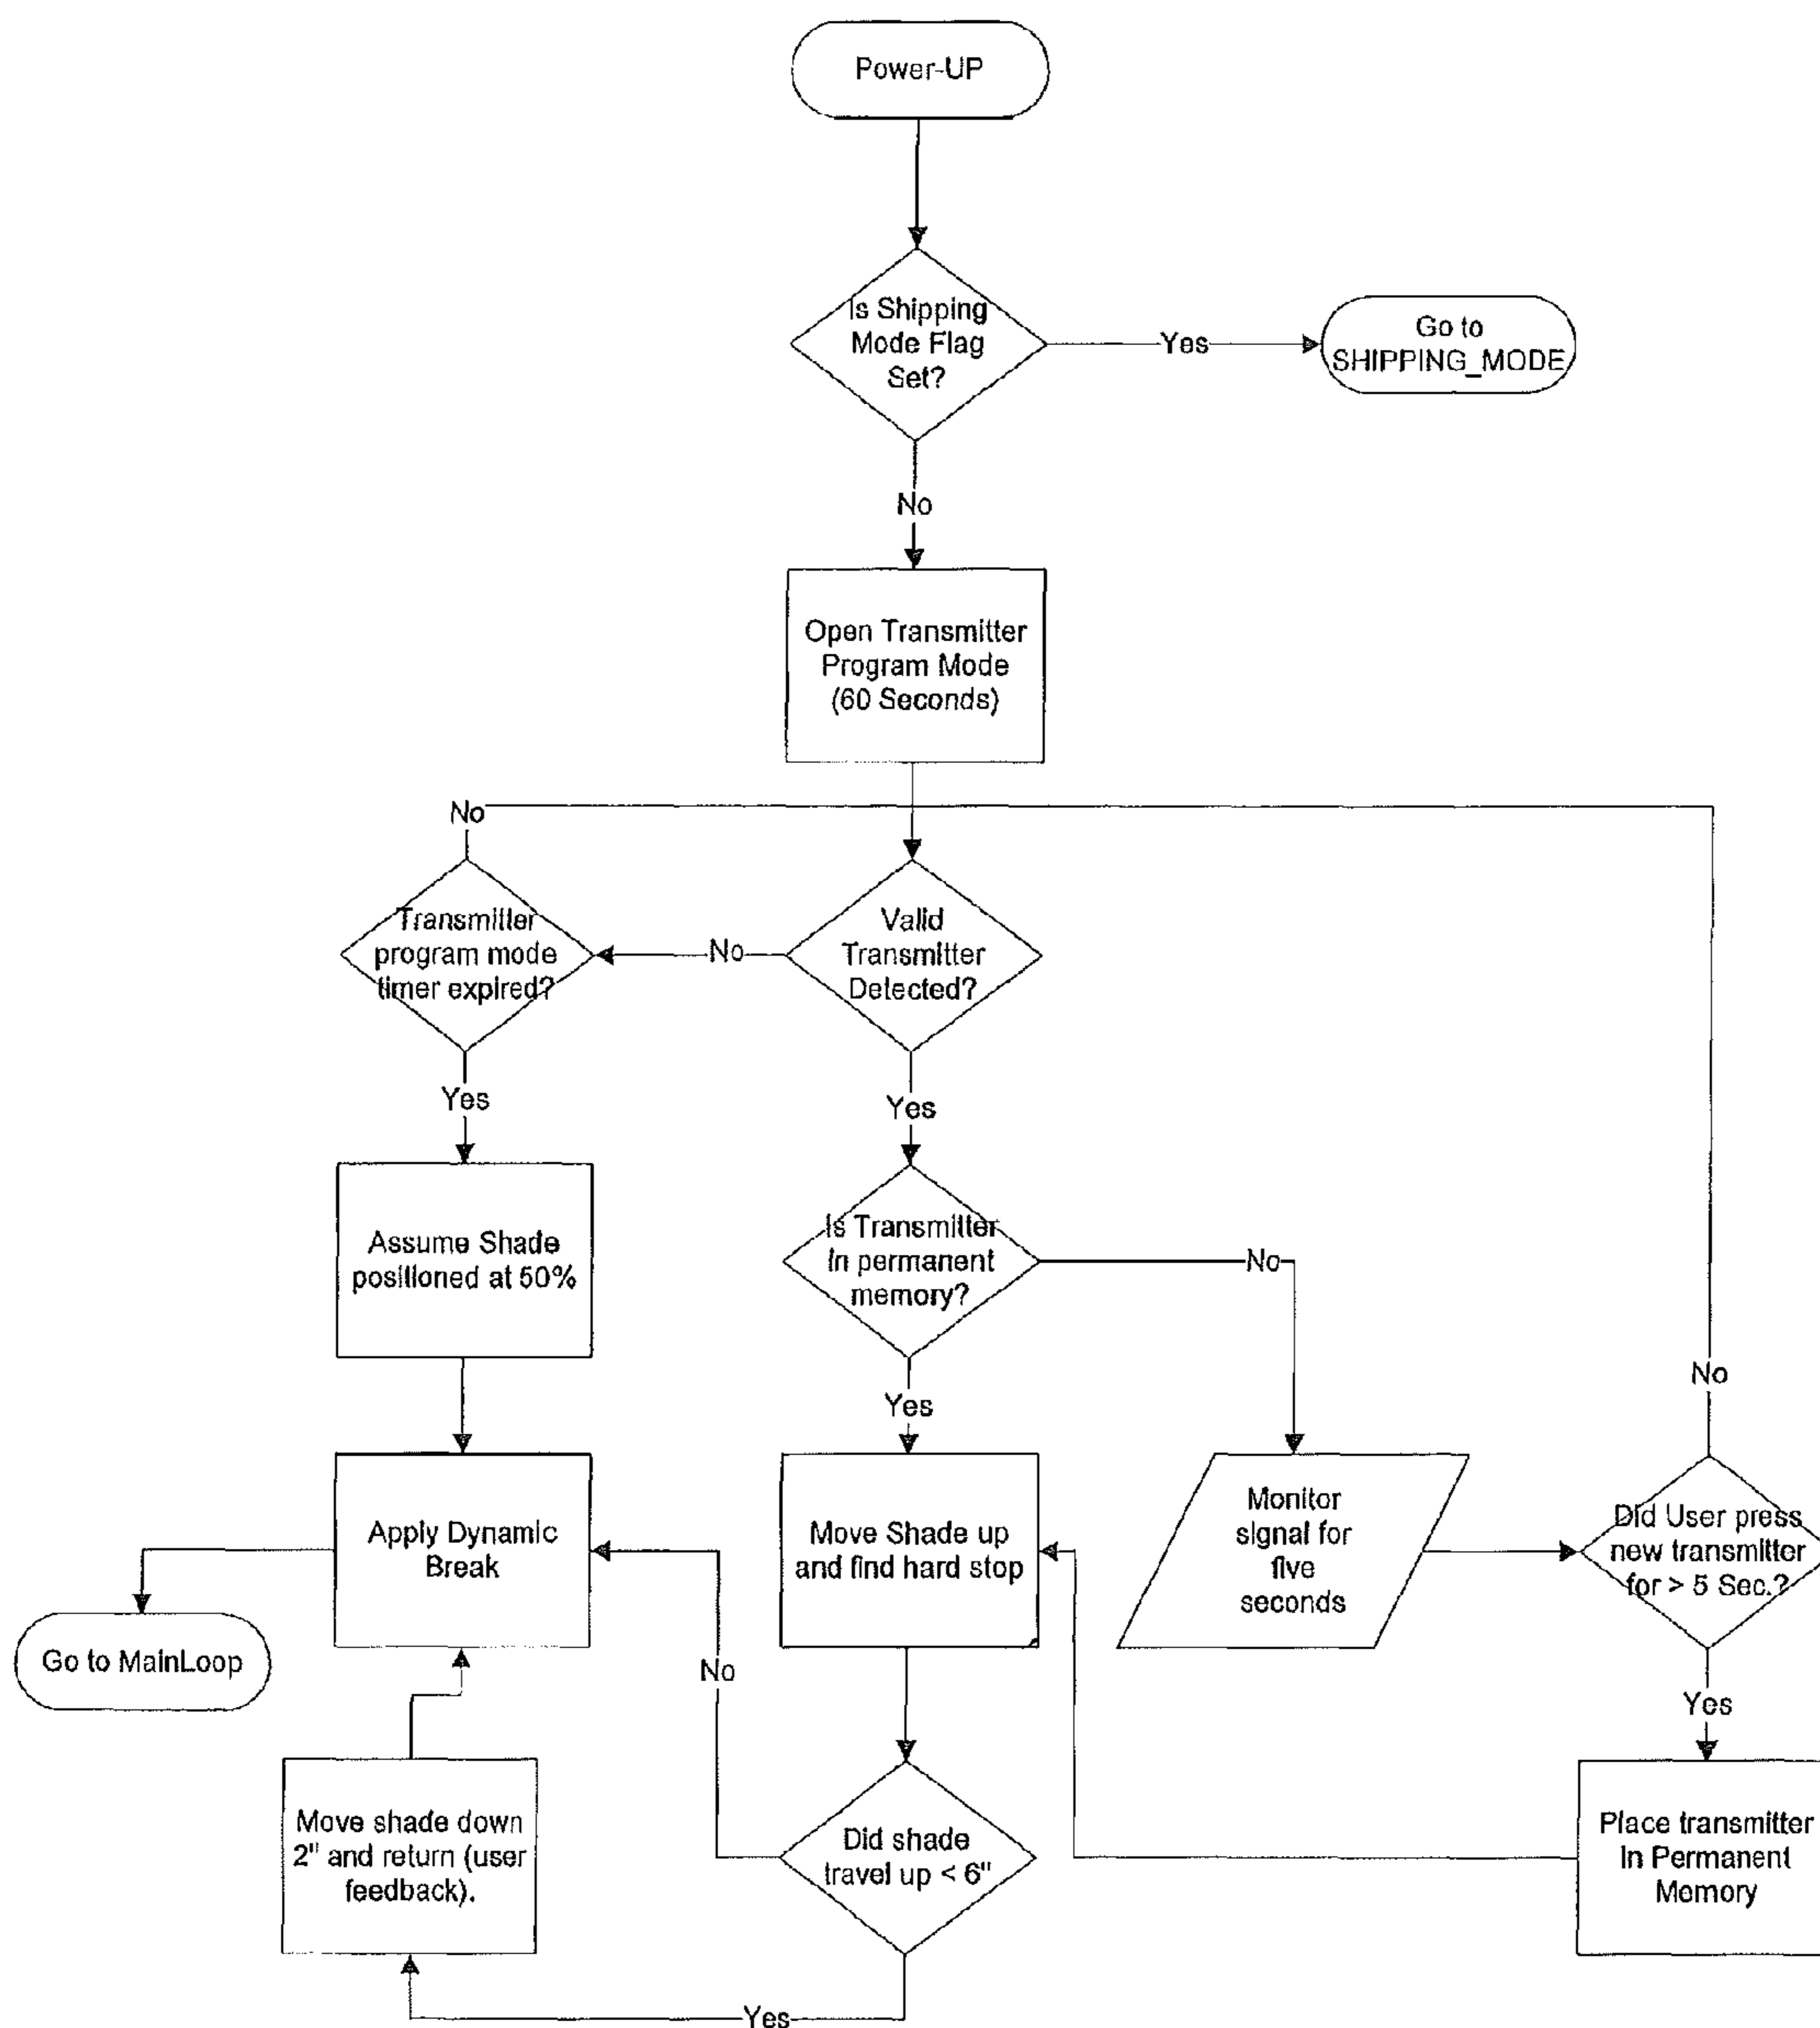 Power-UP
Is Shipping
Mode Flag
Set?
Yes
Go to
SHIPPING_MODE
No
Open Transmitter
Program Mode
(60 Seconds)
No
Transmitter
program mode
timer expired?
No
Valid
Transmitter
Detected?
Yes
Yes
Assume Shade
positioned at 50%
Is Transmitter
in permanent
memory?
No
No
Yes
Apply Dynamic
Break
Move Shade up
and find hard stop
Monitor
signal for
five
seconds
Did User press
new transmitter
for > 5 Sec.?
Go to MainLoop
No
Yes
Move shade down
2" and return (user
feedback).
Did shade
travel up < 6"
Place transmitter
in Permanent
Memory
Yes